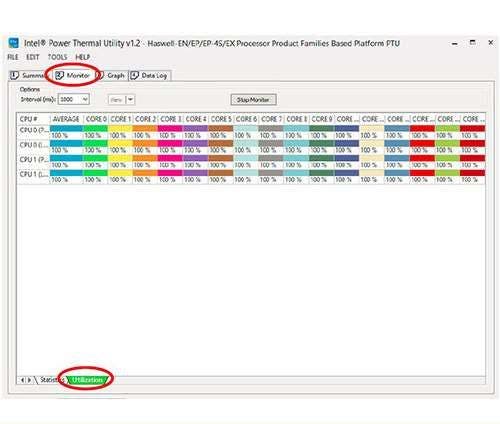 Intel® Power Thermal Utility v1.2 - Haswell-EN/EP/EP-4S/EX Processor Product Families Based Platform PTU
FILE EDIT TOOLS HELP
Monitor Graph Data Log
Options
Interval (ms): 1000 View Stop Monitor
CPU # AVERAGE CORE 0 CORE 1 CORE 2 CORE 3 CORE 4 CORE 5 CORE 6 CORE 7 CORE 8 CORE 9 CORE ... CORE ... CORE ... CORE ... CORE ... CORE ...
CPU 0 (?...
100 % 100 % 100 % 100 % 100 % 100 % 100 % 100 % 100 % 100 % 100 % 100 % 100 % 100 % 100 % 100 % 100 %
CPU 0 (...
100 % 100 % 100 % 100 % 100 % 100 % 100 % 100 % 100 % 100 % 100 % 100 % 100 % 100 % 100 % 100 % 100 %
CPU 1 (?...
100 % 100 % 100 % 100 % 100 % 100 % 100 % 100 % 100 % 100 % 100 % 100 % 100 % 100 % 100 % 100 % 100 %
CPU 1 (...
100 % 100 % 100 % 100 % 100 % 100 % 100 % 100 % 100 % 100 % 100 % 100 % 100 % 100 % 100 % 100 % 100 %
Utilization